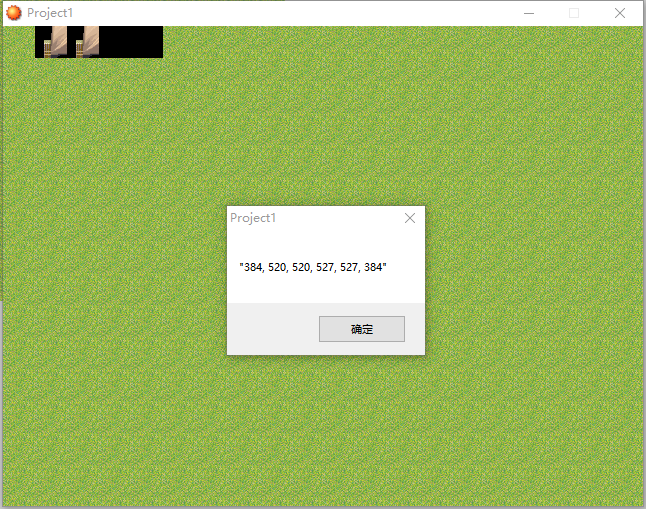 Project1
Project1
"384, 520, 520, 527, 527, 384"
确定